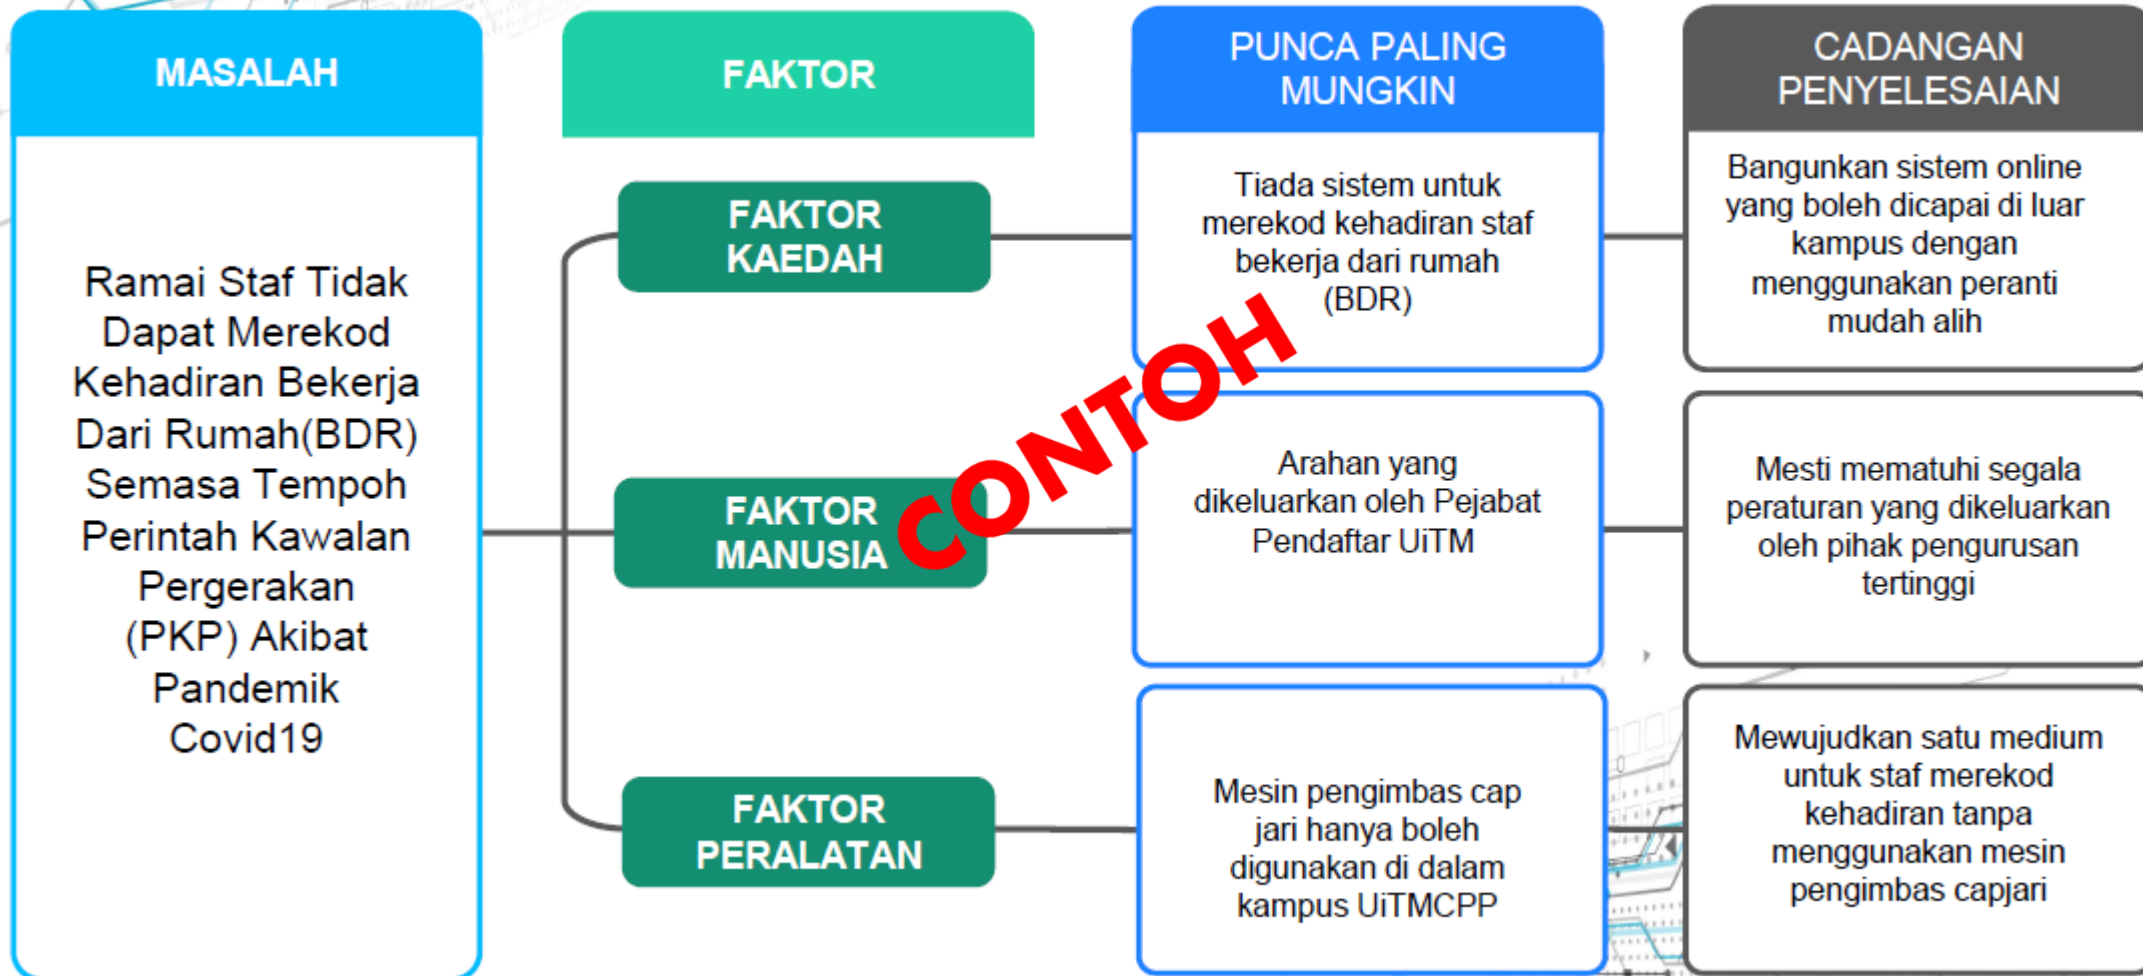 MASALAH
Ramai Staf Tidak
Dapat Merekod
Kehadiran Bekerja
Dari Rumah(BDR)
Semasa Tempoh
Perintah Kawalan
Pergerakan
(PKP) Akibat
Pandemik
Covid19
FAKTOR
FAKTOR
KAEDAH
FAKTOR
MANUSIA
FAKTOR
PERALATAN
CONTOH
PUNCA PALING
MUNGKIN
Tiada sistem untuk
merekod kehadiran staf
bekerja dari rumah
(BDR)
Arahan yang
dikeluarkan oleh Pejabat
Pendaftar UiTM
Mesin pengimbas cap
jari hanya boleh
digunakan di dalam
kampus UiTMCPP
CADANGAN
PENYELESAIAN
Bangunkan sistem online
yang boleh dicapai di luar
kampus dengan
menggunakan peranti
mudah alih
Mesti mematuhi segala
peraturan yang dikeluarkan
oleh pihak pengurusan
tertinggi
Mewujudkan satu medium
untuk staf merekod
kehadiran tanpa
menggunakan mesin
pengimbas capjari